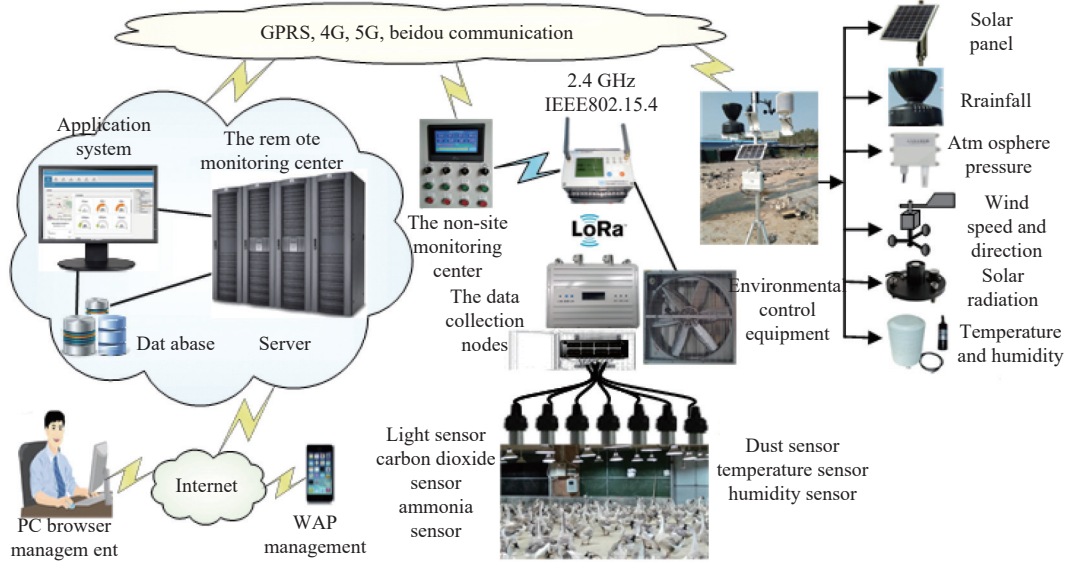 GPRS, 4G, 5G, beidou communication
2.4 GHz
IEEE802.15.4
Application
system
The rem ote
monitoring center
Dat abase
Server
The non-site
monitoring
center
LoRa
The data
collection
nodes
Environmental
control
equipment
Solar
panel
Rrainfall
Atm osphere
pressure
Wind
speed and
direction
Solar
radiation
Temperature
and humidity
Light sensor
carbon dioxide
sensor
ammonia
sensor
Dust sensor
temperature sensor
humidity sensor
Internet
PC browser
managem ent
WAP
management